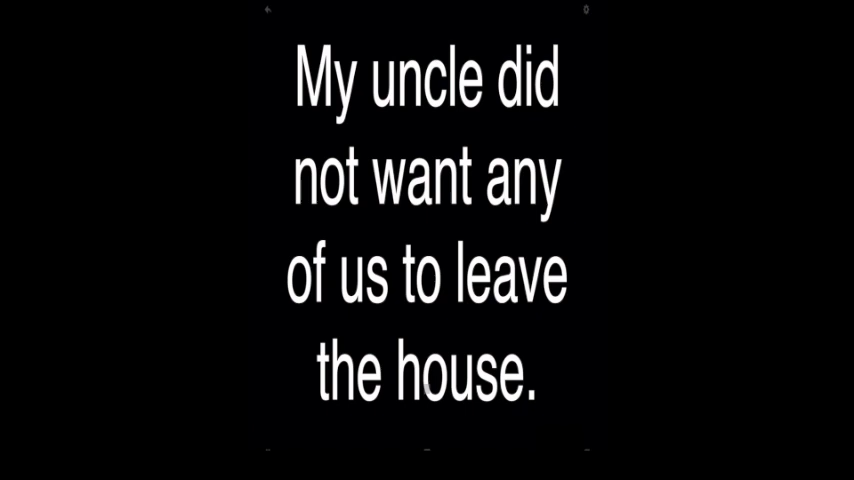 My uncle did
not want any
of us to leave
the house.